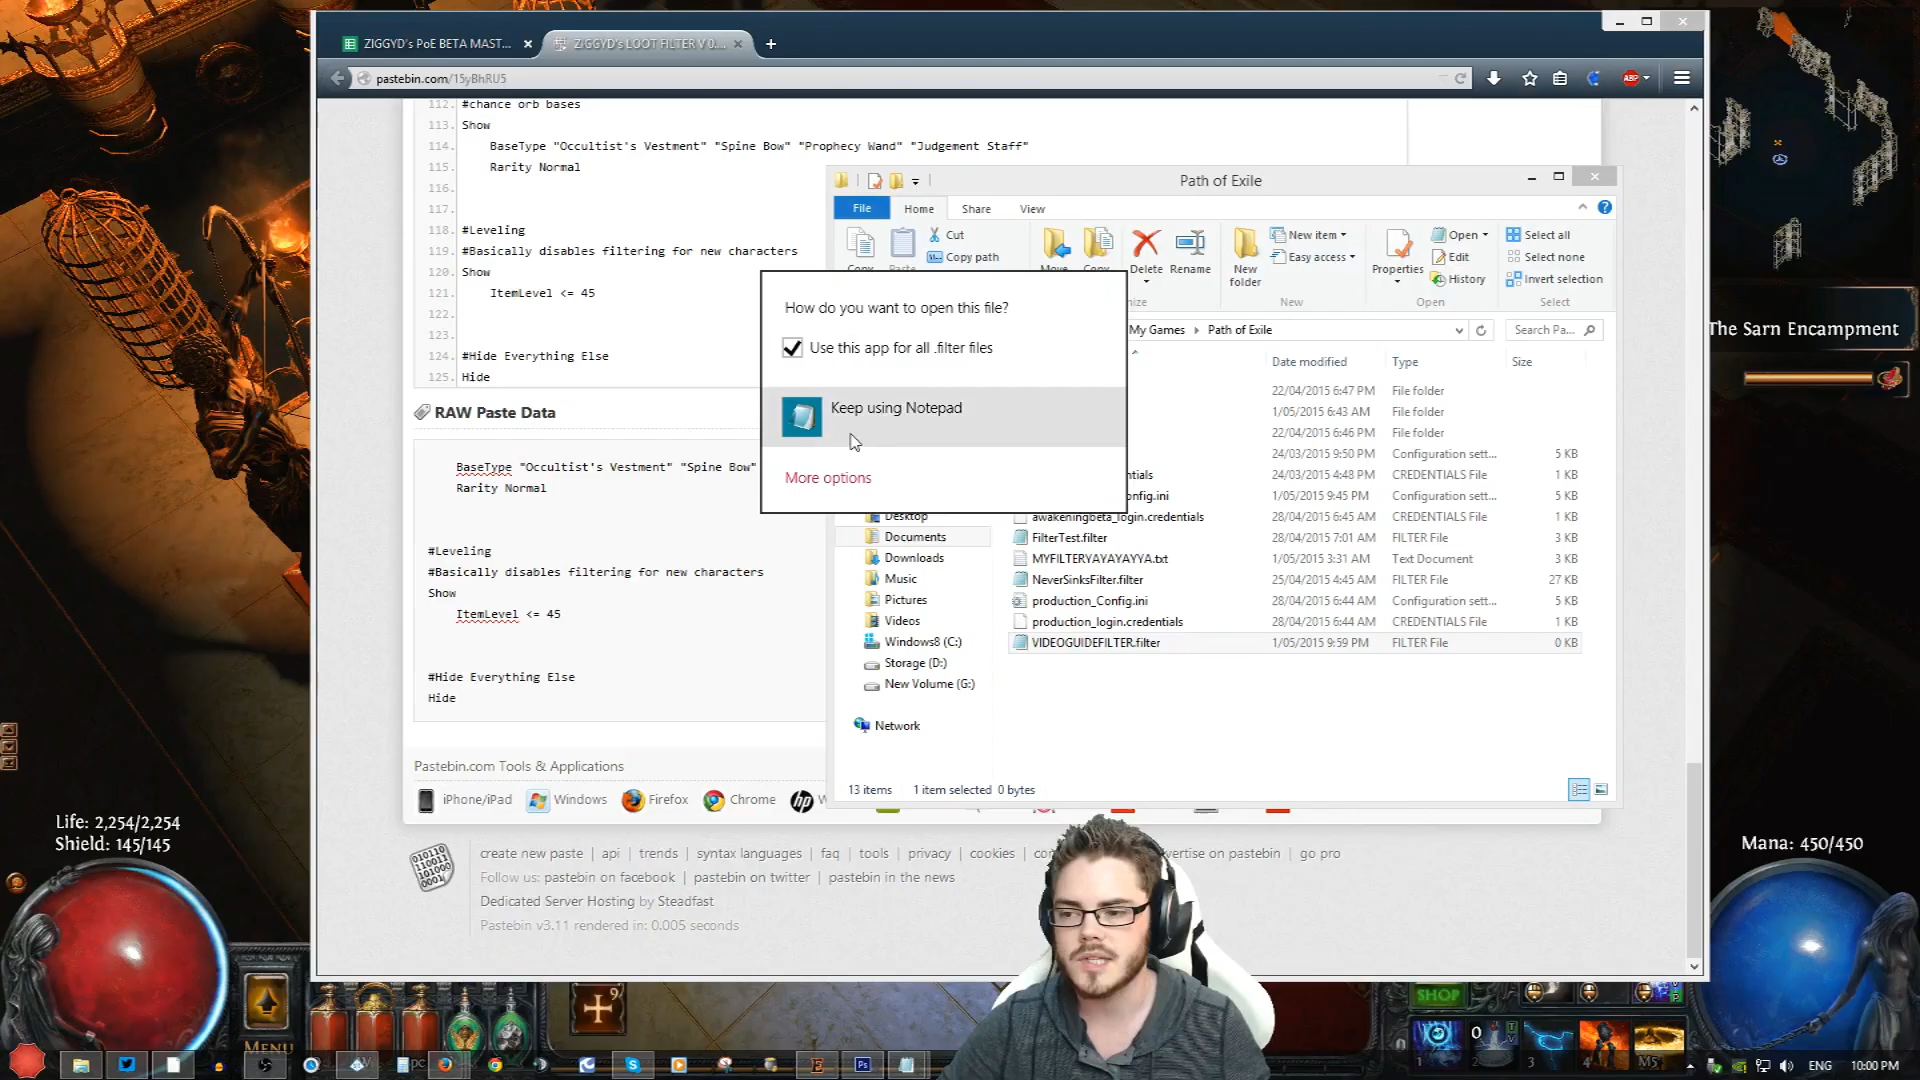 ZIGGYD's PoE BETA MAST...
ZIGGYD's LOOT FILTER V 0....
pastebin.com/15yBhRU5
ABP
112. #chance orb bases
113. Show
114. BaseType "Occultist's Vestment" "Spine Bow" "Prophecy Wand" "Judgement Staff"
115. Rarity Normal
116.
117.
118. #Leveling
119. #Basically disables filtering for new characters
120. Show
121. ItemLevel <= 45
122.
123.
124. #Hide Everything Else
125. Hide
RAW Paste Data
BaseType "Occultist's Vestment" "Spine Bow"
Rarity Normal
#Leveling
#Basically disables filtering for new characters
Show
ItemLevel <= 45
#Hide Everything Else
Hide
Pastebin.com Tools & Applications
iPhone/iPad Windows Firefox Chrome
create new paste | api | trends | syntax languages | faq | tools | privacy | cookies | vertise on pastebin | go pro
Follow us: pastebin on facebook | pastebin on twitter | pastebin in the news
Dedicated Server Hosting by Steadfast
Pastebin v3.11 rendered in: 0.005 seconds
Path of Exile
File Home Share View
Cut
Copy path
Delete Rename
New folder
New item
Easy access
Properties
Open
Edit
History
Select all
Select none
Invert selection
New Open Select
My Games Path of Exile
Search Pa...
Date modified Type Size
22/04/2015 6:47 PM File folder
1/05/2015 6:43 AM File folder
22/04/2015 6:46 PM File folder
24/03/2015 9:50 PM Configuration sett... 5 KB
24/03/2015 4:48 PM CREDENTIALS File 1 KB
1/05/2015 9:45 PM Configuration sett... 5 KB
awakeningbeta_login.credentials 28/04/2015 6:45 AM CREDENTIALS File 1 KB
FilterTest.filter 28/04/2015 7:01 AM FILTER File 3 KB
MYFILTERYAYAYAYYA.txt 1/05/2015 3:31 AM Text Document 3 KB
NeverSinksFilter.filter 25/04/2015 4:45 AM FILTER File 27 KB
production_Config.ini 28/04/2015 6:44 AM Configuration sett... 5 KB
production_login.credentials 28/04/2015 6:44 AM CREDENTIALS File 1 KB
VIDEOGUIDEFILTER.filter 1/05/2015 9:59 PM FILTER File 0 KB
Desktop
Documents
Downloads
Music
Pictures
Videos
Windows8 (C:)
Storage (D:)
New Volume (G:)
Network
13 items 1 item selected 0 bytes
How do you want to open this file?
Use this app for all .filter files
Keep using Notepad
More options
The Sarn Encampment
Life: 2,254/2,254
Shield: 145/145
Mana: 450/450
MENU
9
SHOP
0
1 2 3 4 M5
ENG 10:00 PM